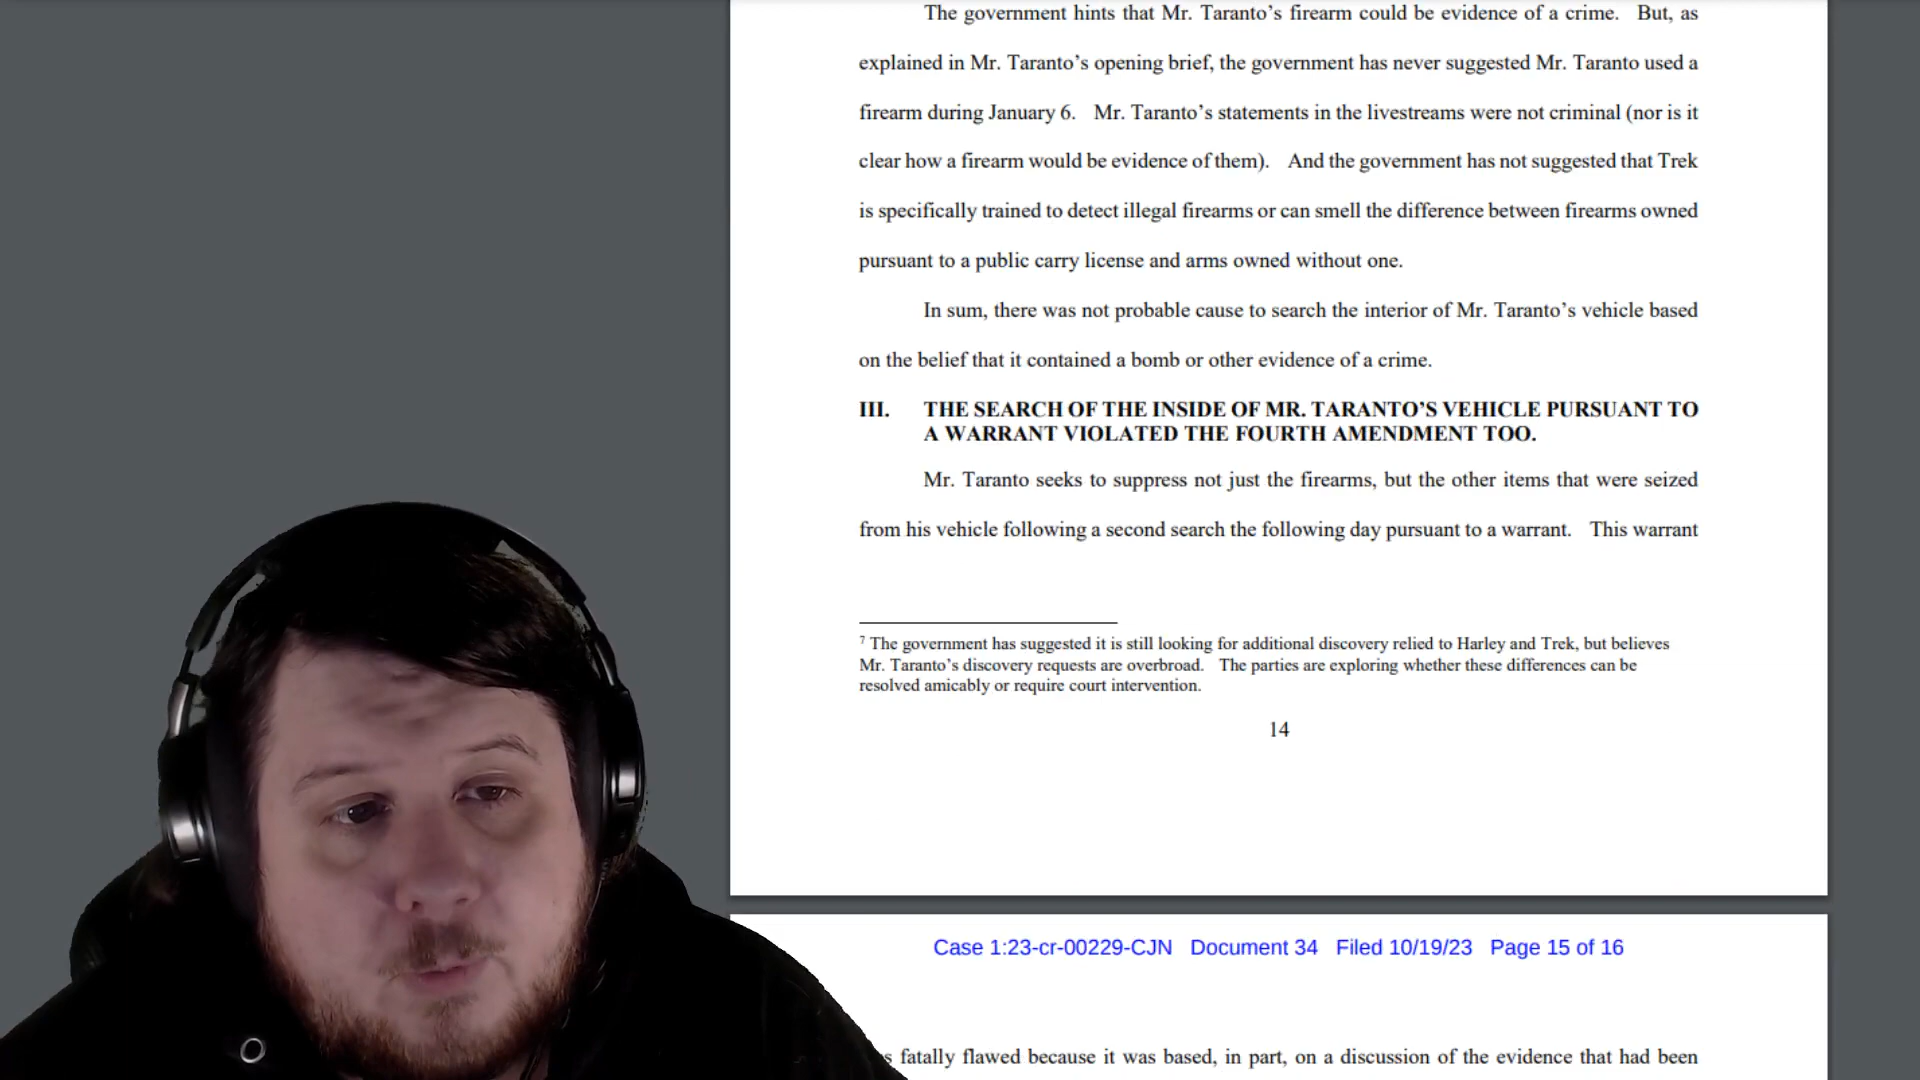 The government hints that Mr. Taranto’s firearm could be evidence of a crime. But, as
explained in Mr. Taranto’s opening brief, the government has never suggested Mr. Taranto used a
firearm during January 6. Mr. Taranto’s statements in the livestreams were not criminal (nor is it
clear how a firearm would be evidence of them). And the government has not suggested that Trek
is specifically trained to detect illegal firearms or can smell the difference between firearms owned
pursuant to a public carry license and arms owned without one.
In sum, there was not probable cause to search the interior of Mr. Taranto’s vehicle based
on the belief that it contained a bomb or other evidence of a crime.
III. THE SEARCH OF THE INSIDE OF MR. TARANTO’S VEHICLE PURSUANT TO
A WARRANT VIOLATED THE FOURTH AMENDMENT TOO.
Mr. Taranto seeks to suppress not just the firearms, but the other items that were seized
from his vehicle following a second search the following day pursuant to a warrant. This warrant
7 The government has suggested it is still looking for additional discovery relied to Harley and Trek, but believes
Mr. Taranto’s discovery requests are overbroad. The parties are exploring whether these differences can be
resolved amicably or require court intervention.
14
Case 1:23-cr-00229-CJN Document 34 Filed 10/19/23 Page 15 of 16
fatally flawed because it was based, in part, on a discussion of the evidence that had been